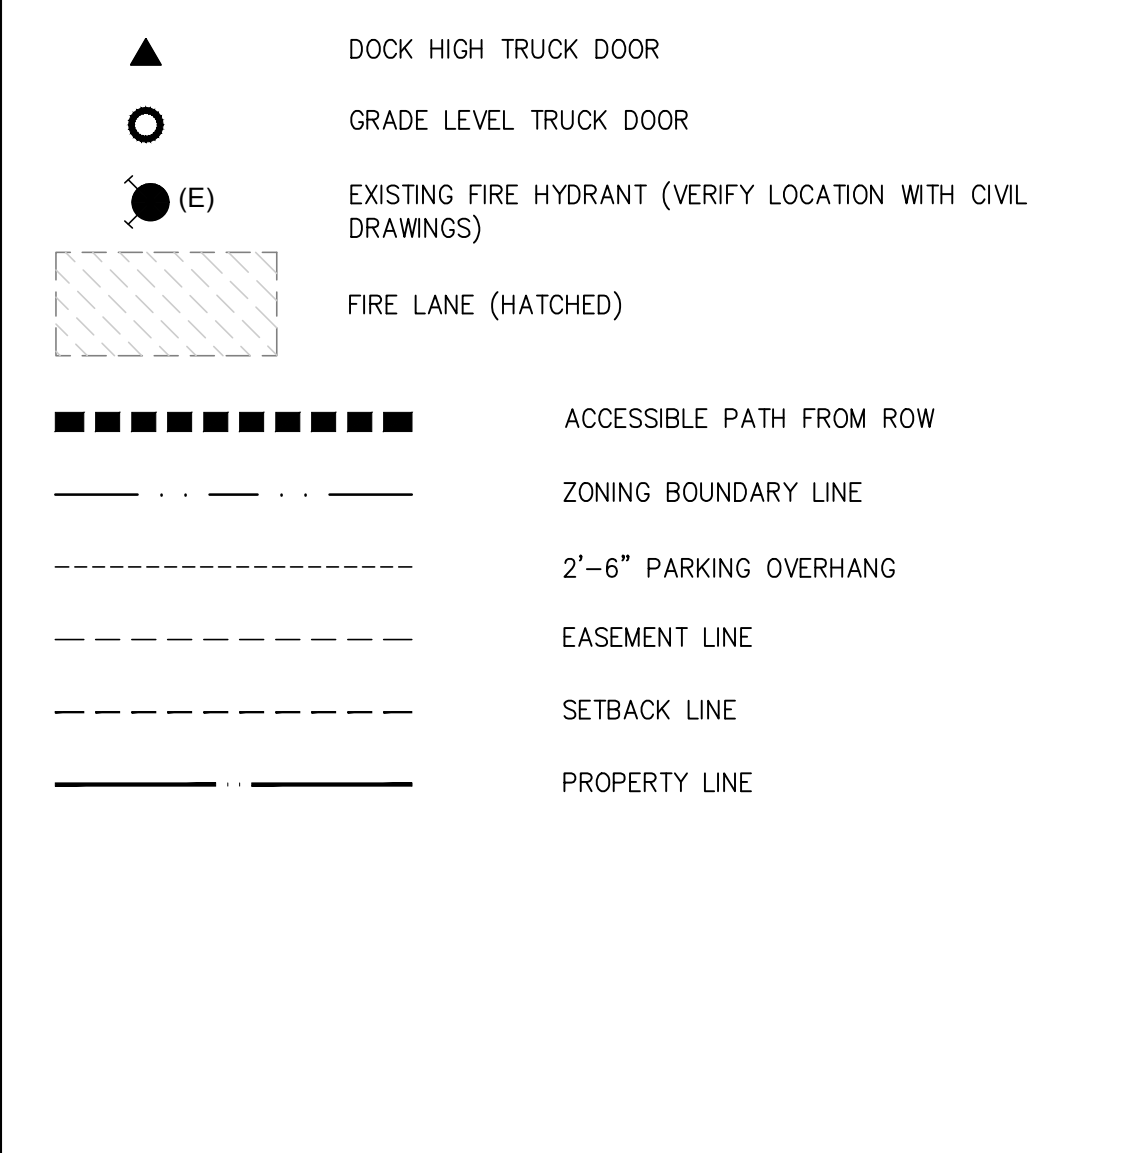 DOCK HIGH TRUCK DOOR
GRADE LEVEL TRUCK DOOR
(E)
EXISTING FIRE HYDRANT (VERIFY LOCATION WITH CIVIL
DRAWINGS)
FIRE LANE (HATCHED)
ACCESSIBLE PATH FROM ROW
ZONING BOUNDARY LINE
2'-6" PARKING OVERHANG
EASEMENT LINE
SETBACK LINE
PROPERTY LINE